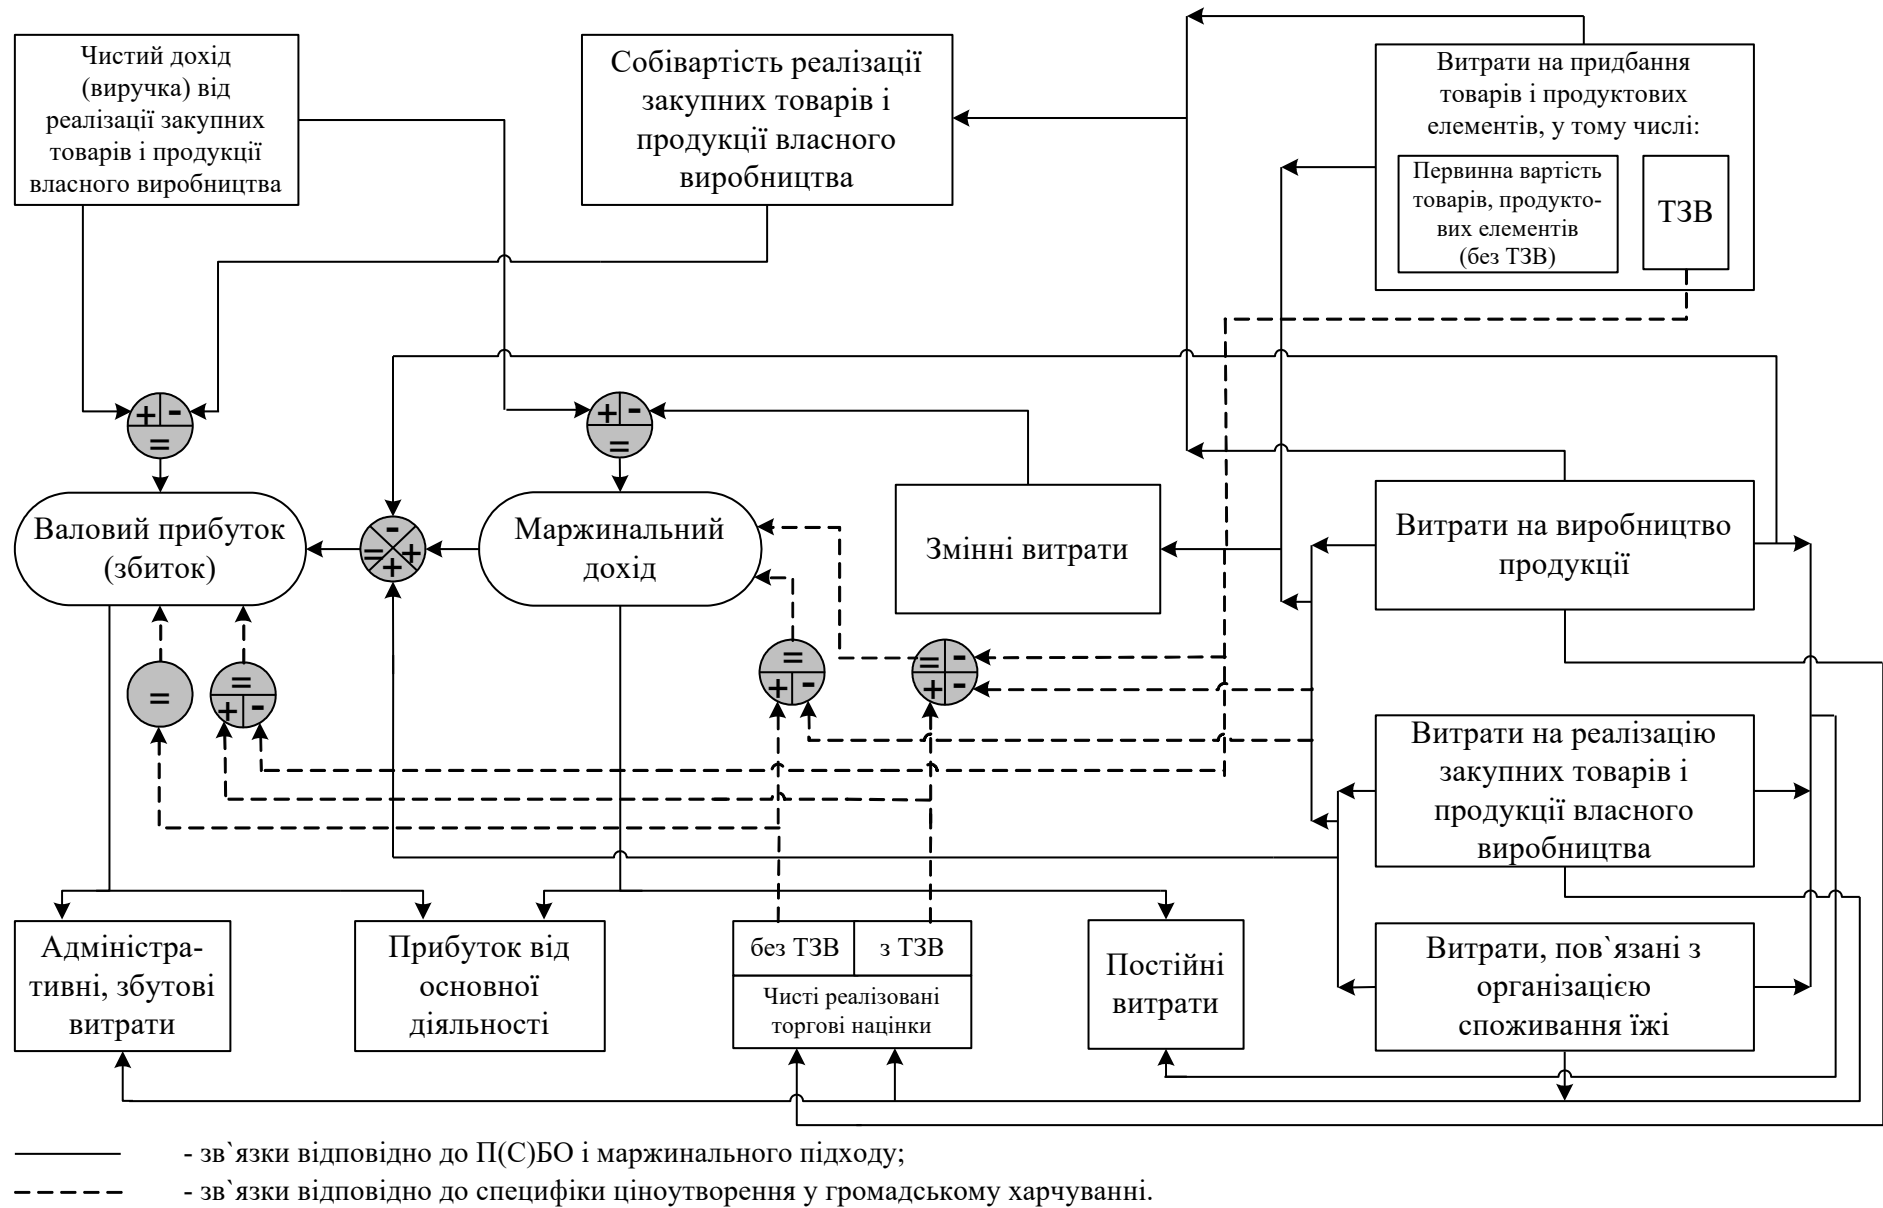 Чистий дохід
(виручка) від
реалізації закупних
товарів і продукції
власного виробництва
Собівартість реалізації
закупних товарів і
продукції власного
виробництва
Витрати на придбання
товарів і продуктових
елементів, у тому числі:
Первинна вартість
товарів, продукто-
вих елементів
(без ТЗВ)
ТЗВ
+ -
=
+ -
=
Валовий прибуток
(збиток)
-
= +
+
Маржинальний
дохід
Змінні витрати
Витрати на виробництво
продукції
=
=
+ -
=
+ -
= -
+ -
Витрати на реалізацію
закупних товарів і
продукції власного
виробництва
Адміністра-
тивні, збутові
витрати
Прибуток від
основної
діяльності
без ТЗВ
з ТЗВ
Чисті реалізовані
торгові націнки
Постійні
витрати
Витрати, пов`язані з
організацією
споживання їжі
- зв`язки відповідно до П(С)БО і маржинального підходу;
- зв`язки відповідно до специфіки ціноутворення у громадському харчуванні.